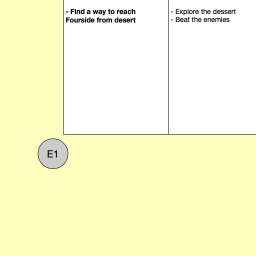 - Find a way to reach
Fourside from desert
- Explore the dessert
- Beat the enemies
E1